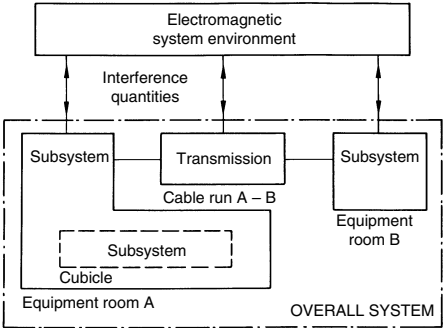 Electromagnetic
system environment
Interference
quantities
Subsystem
Transmission
Subsystem
Cable run A – B
Equipment
room B
Subsystem
Cubicle
Equipment room A
OVERALL SYSTEM